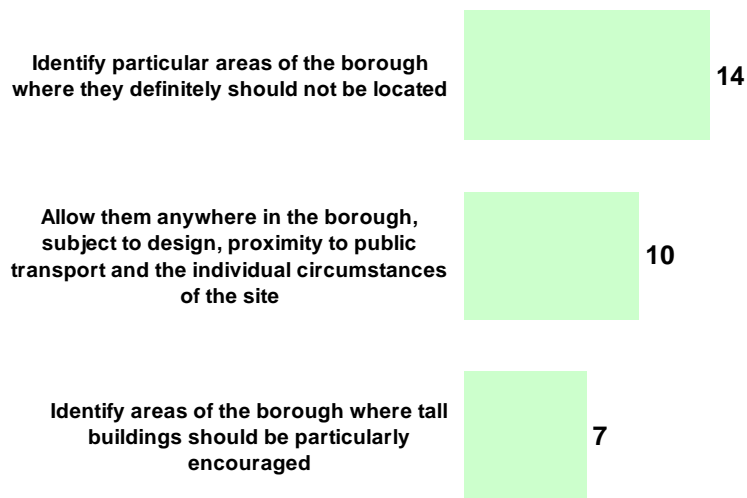 Identify particular areas of the borough
where they definitely should not be located
14
Allow them anywhere in the borough,
subject to design, proximity to public
transport and the individual circumstances
of the site
10
Identify areas of the borough where tall
buildings should be particularly
encouraged
7